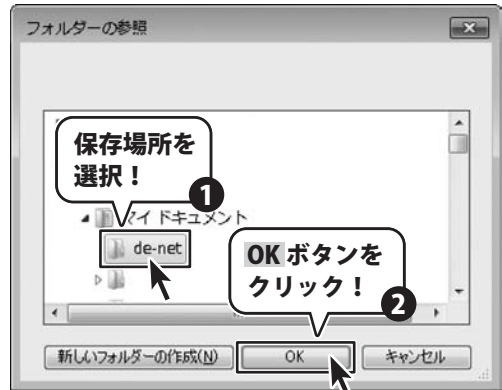 フォルダーの参照
保存場所を
選択！
1
マイ ドキュメント
de-net
OK ボタンを
クリック！
2
新しいフォルダーの作成(N)
OK
キャンセル